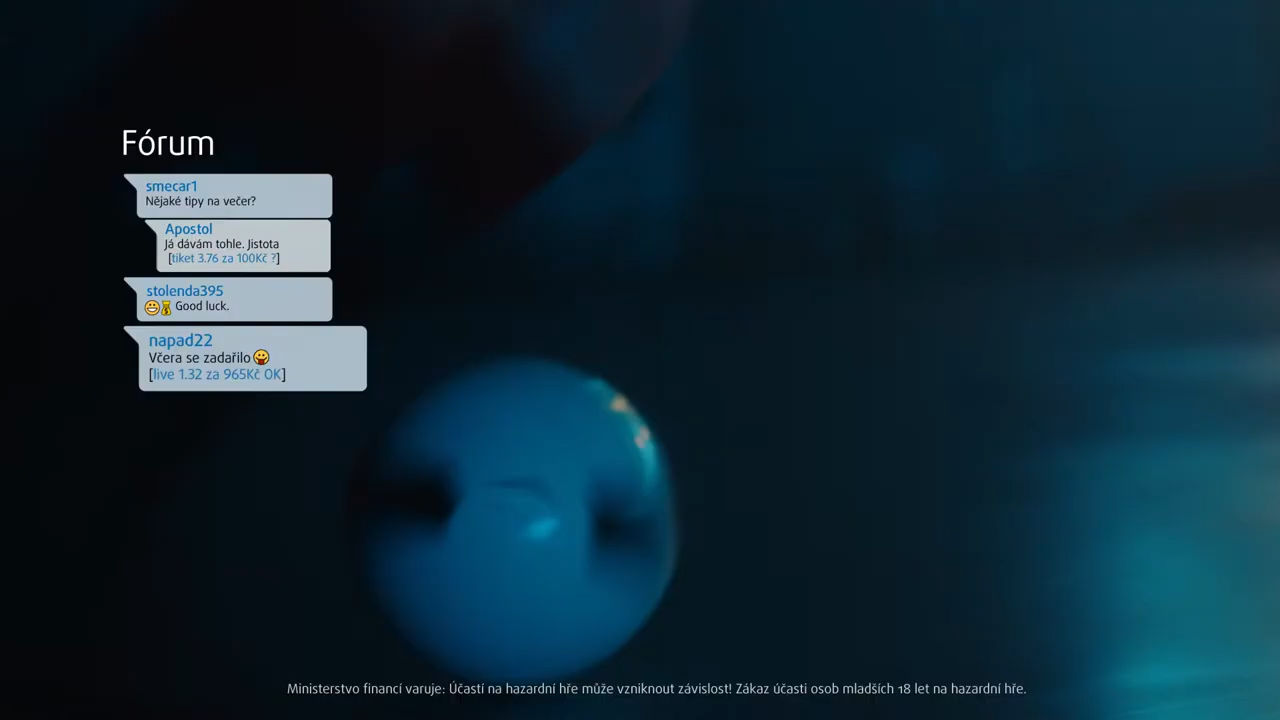 Fórum
smecar1
Nějaké tipy na večer?
Apostol
Já dávám tohle. Jistota
[tiket 3.76 za 100Kč ?]
stolenda395
Good luck.
napad22
Včera se zadařilo
[live 1.32 za 965Kč OK]
Ministerstvo financí varuje: Účastí na hazardní hře může vzniknout závislost! Zákaz účasti osob mladších 18 let na hazardní hře.